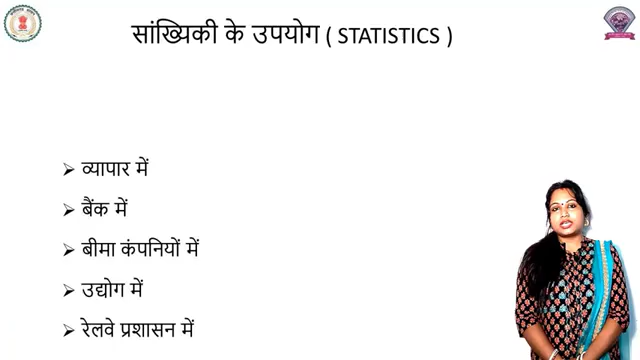 सांख्यिकी के उपयोग ( STATISTICS )
➢ व्यापार में
➢ बैंक में
➢ बीमा कंपनियों में
➢ उद्योग में
➢ रेलवे प्रशासन में